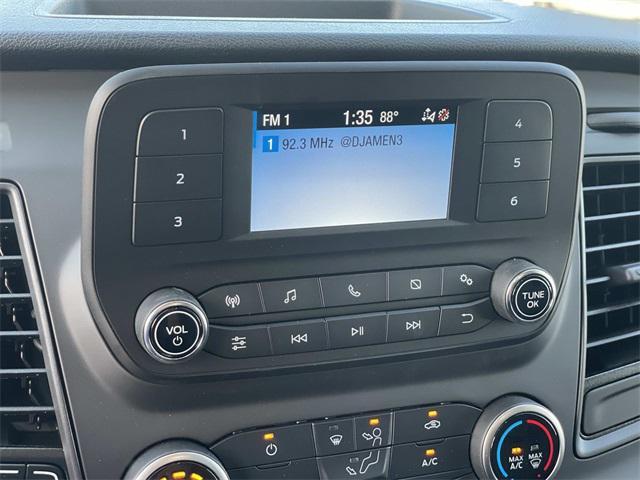 FM 1 1:35 88°
1 92.3 MHz @DJAMEN3
1
2
3
4
5
6
VOL
TUNE
OK
A/C
MAX
A/C
MAX